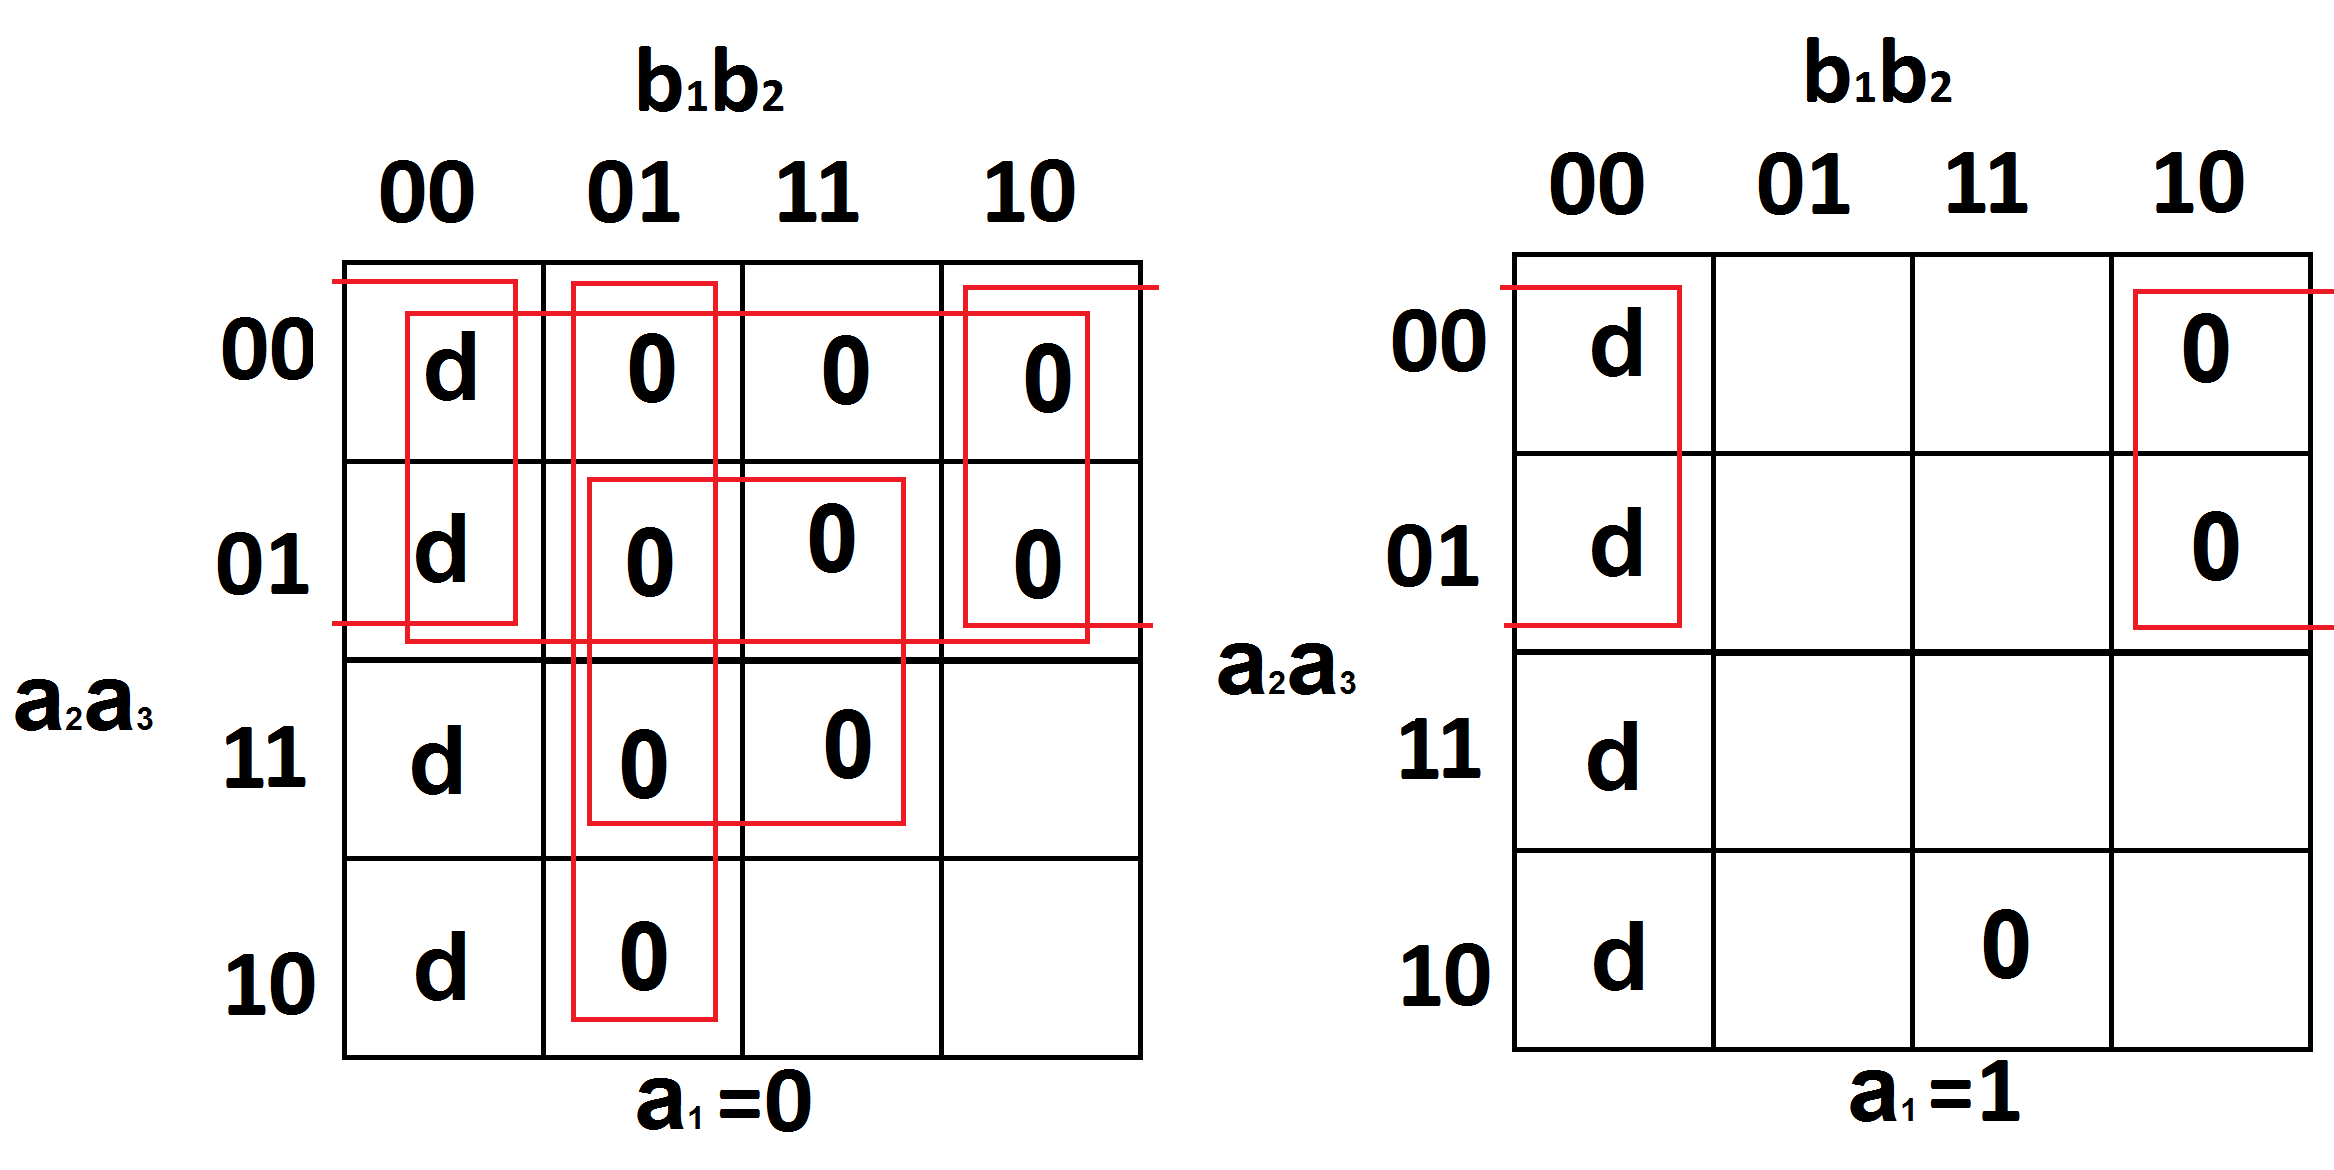 b₁b₂ b₁b₂
00 01 11 10 00 01 11 10
00 d 0 0 0 00 d 0
01 d 0 0 0 01 d 0
a₂a₃ a₂a₃
11 d 0 0 11 d
10 d 0 10 d 0
a₁ =0 a₁ =1